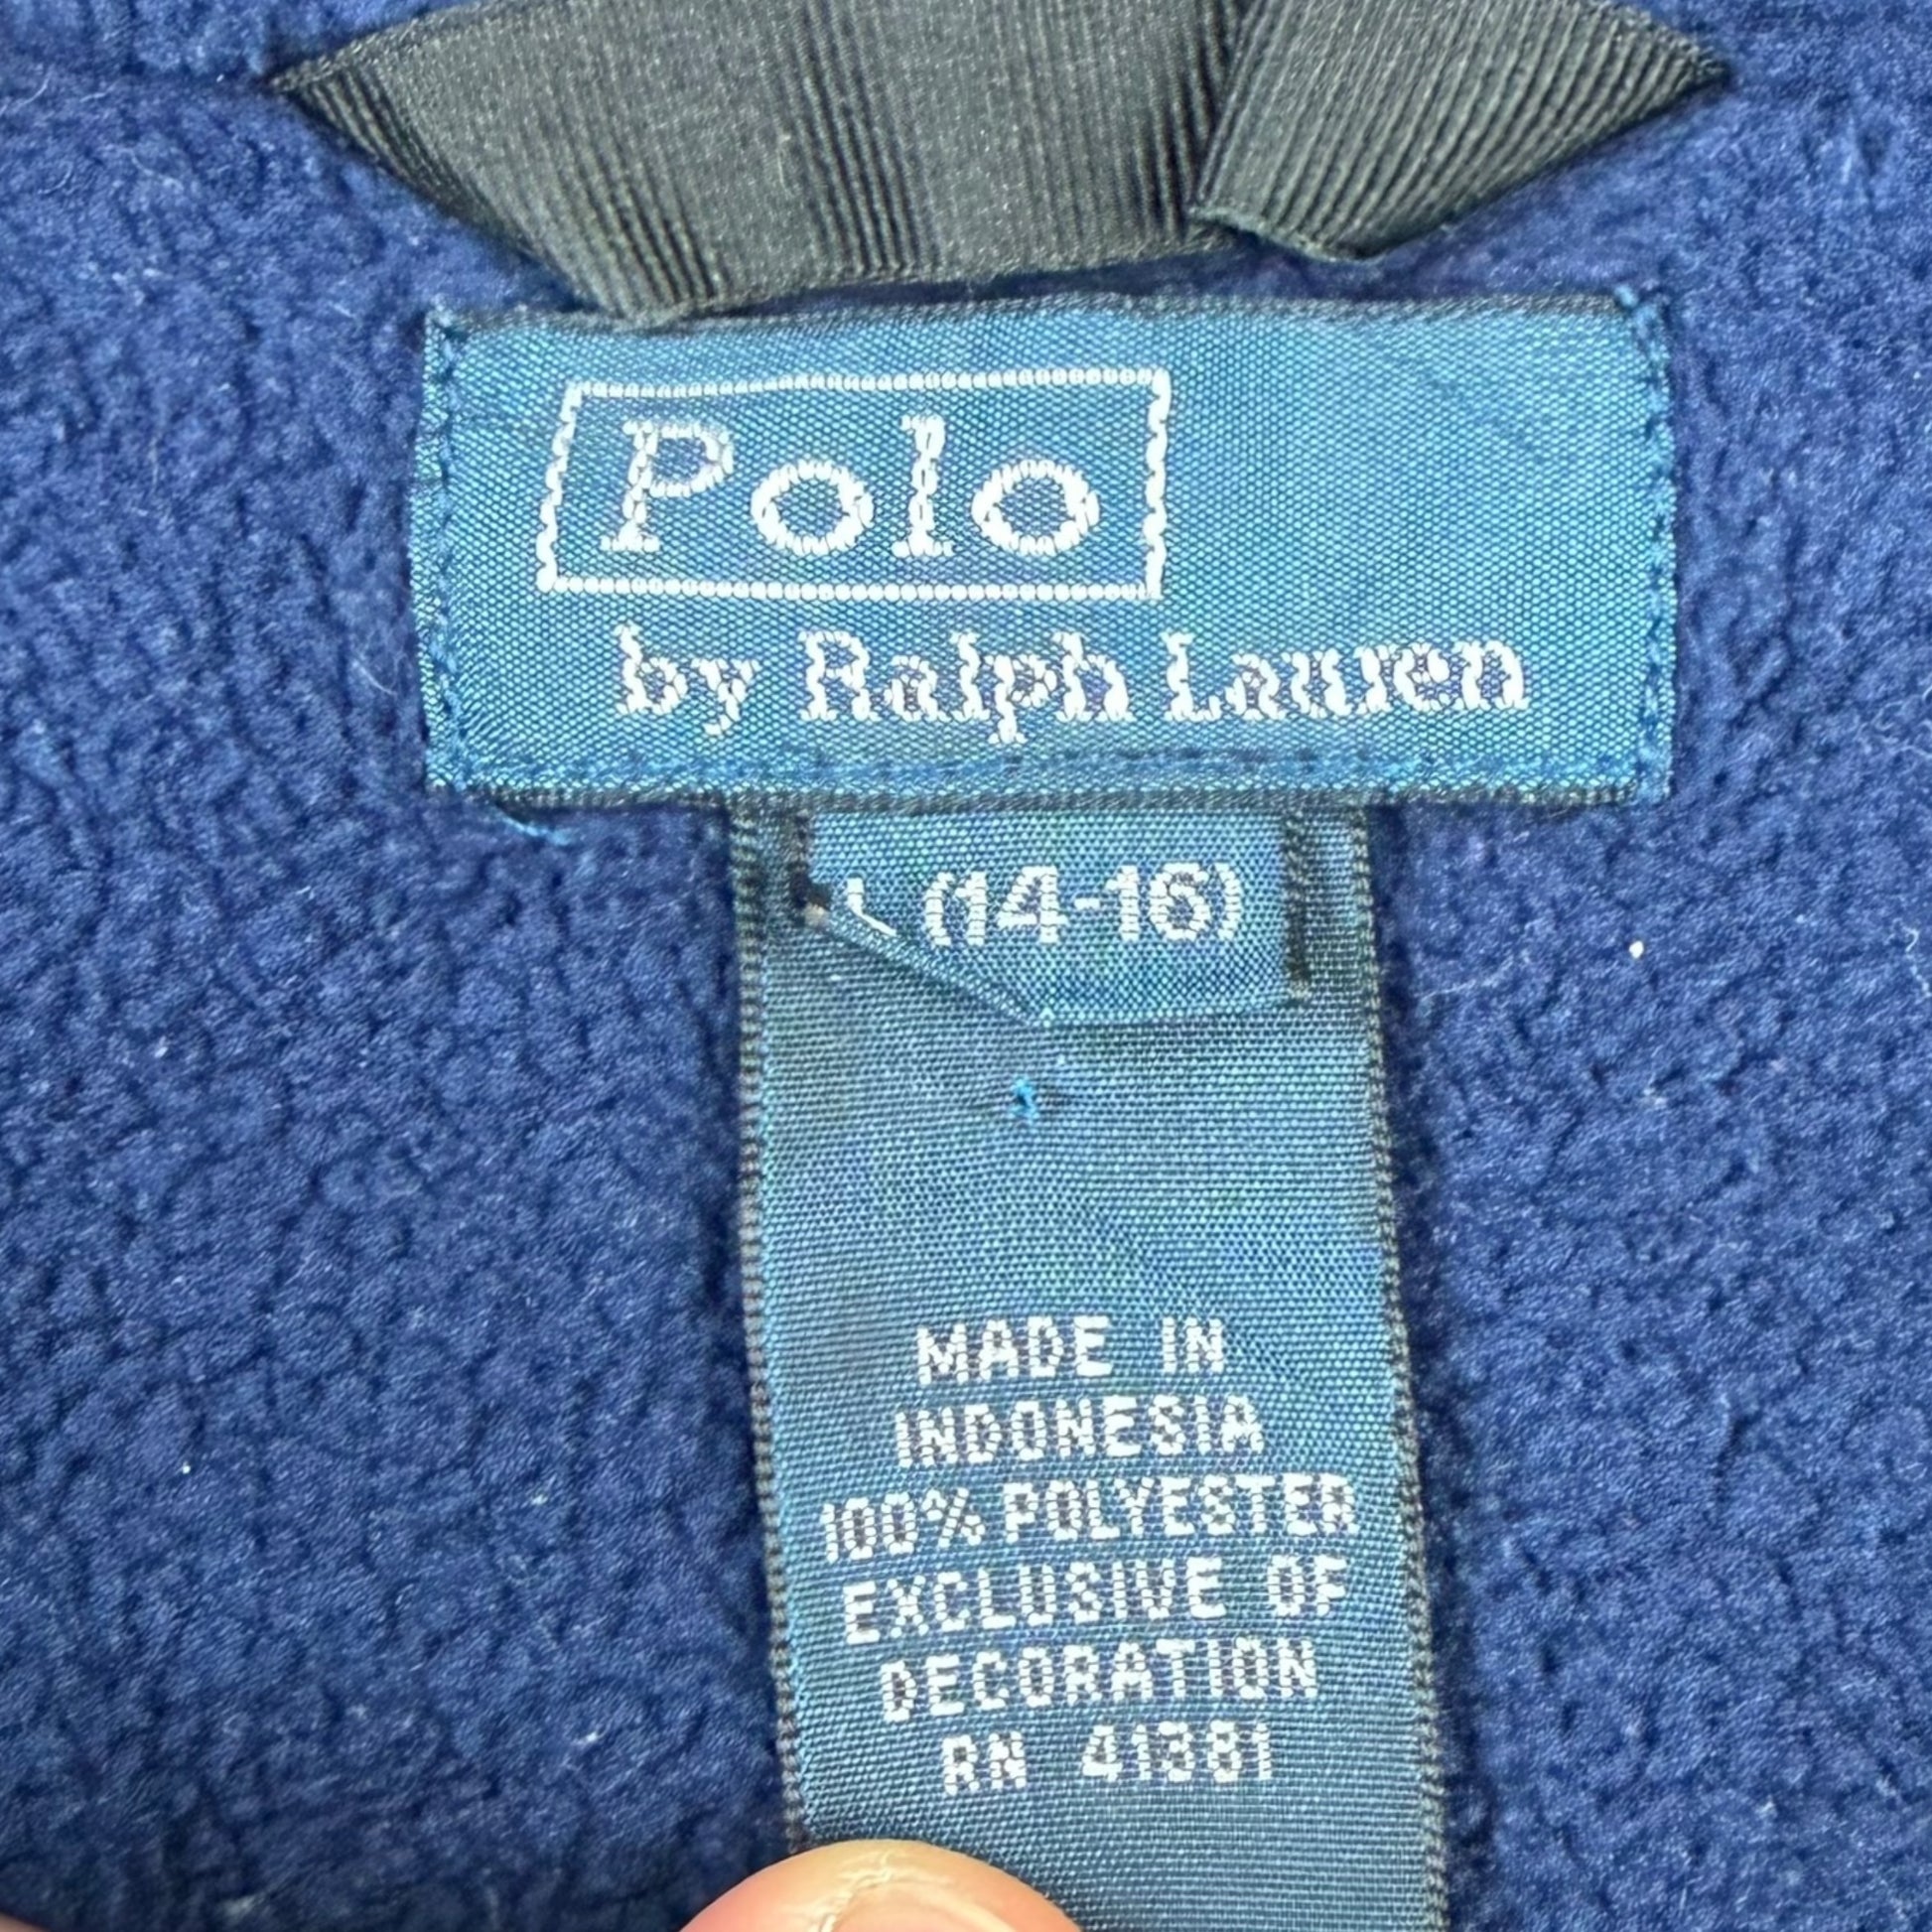 Polo
by Ralph Lauren
L (14-16)
MADE IN
INDONESIA
100% POLYESTER
EXCLUSIVE OF
DECORATION
RN 41381